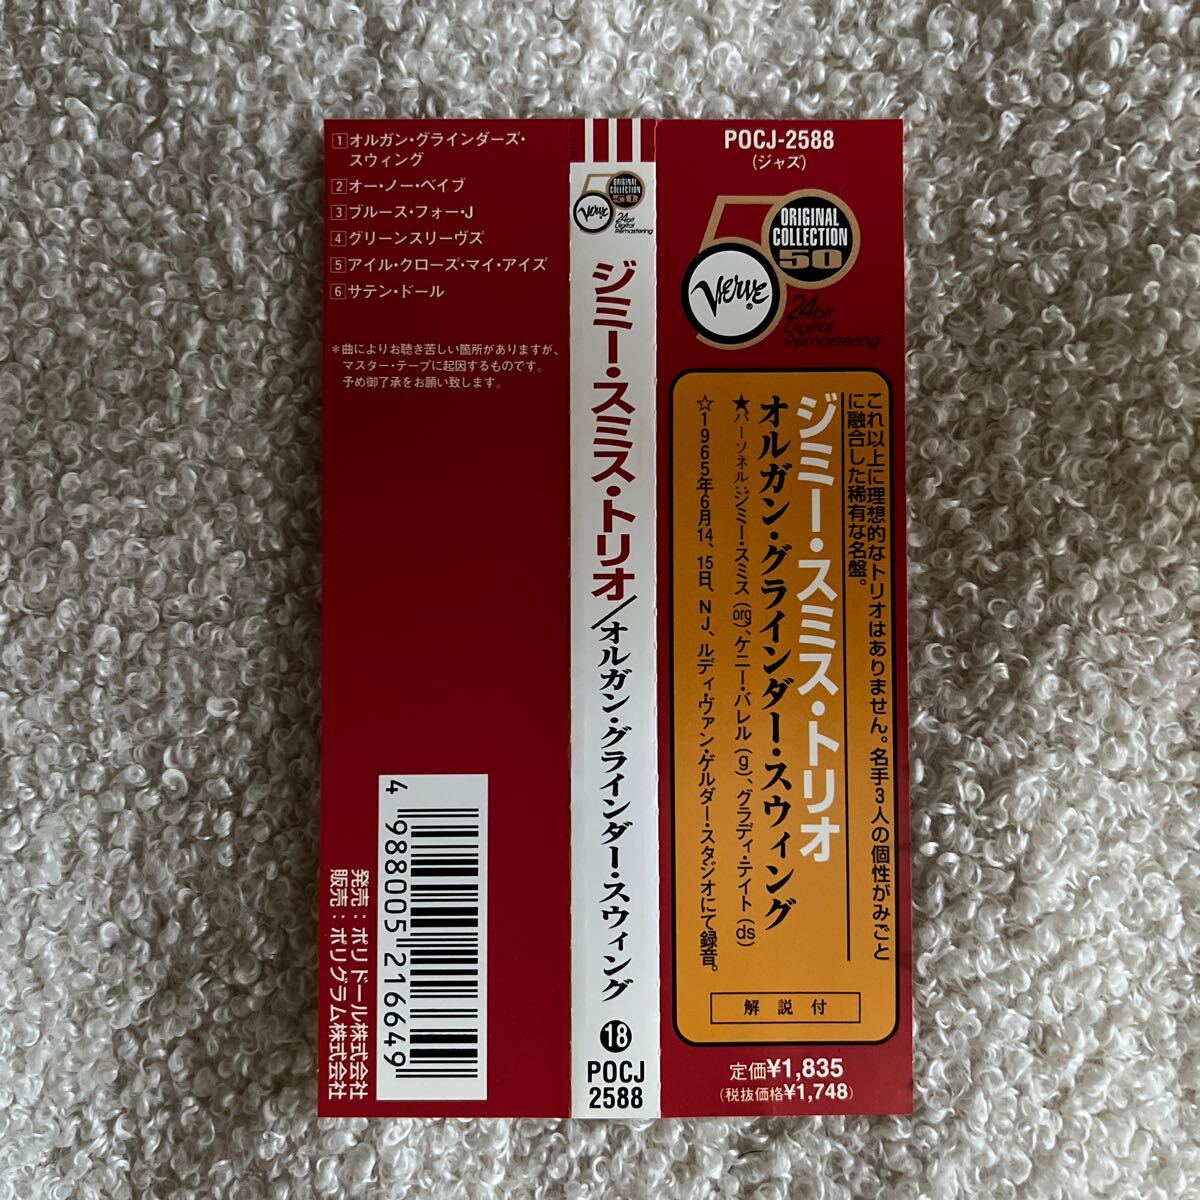 1 オルガン・グラインダーズ・
スウィング
2 オー・ノー・ベイブ
3 ブルース・フォー・J
4 グリーンスリーヴズ
5 アイル・クローズ・マイ・アイズ
6 サテン・ドール
*曲によりお聴き苦しい箇所がありますが、
マスター・テープに起因するものです。
予め御了承をお願い致します。
4 988005 216649
発売：ポリドール株式会社
販売：ポリグラム株式会社
50
ORIGINAL
COLLECTION
50
Verve
24bit
Digital
Remastering
ジミー・スミス・トリオ／オルガン・グラインダー・スウィング
18
POCJ
2588
POCJ-2588
(ジャズ)
50
ORIGINAL
COLLECTION
50
VERVE®
24bit
Digital
Remastering
これ以上に理想的なトリオはありません。名手3人の個性がみごと
に融合した稀有な名盤。
ジミー・スミス・トリオ
オルガン・グラインダー・スウィング
★パーソネル:ジミー・スミス(org)、ケニー・バレル(g)、グラディ・テイト(ds)
☆1965年6月14、15日、NJ、ルディ・ヴァン・ゲルダー・スタジオにて録音。
解説付
定価¥1,835
(税抜価格¥1,748)